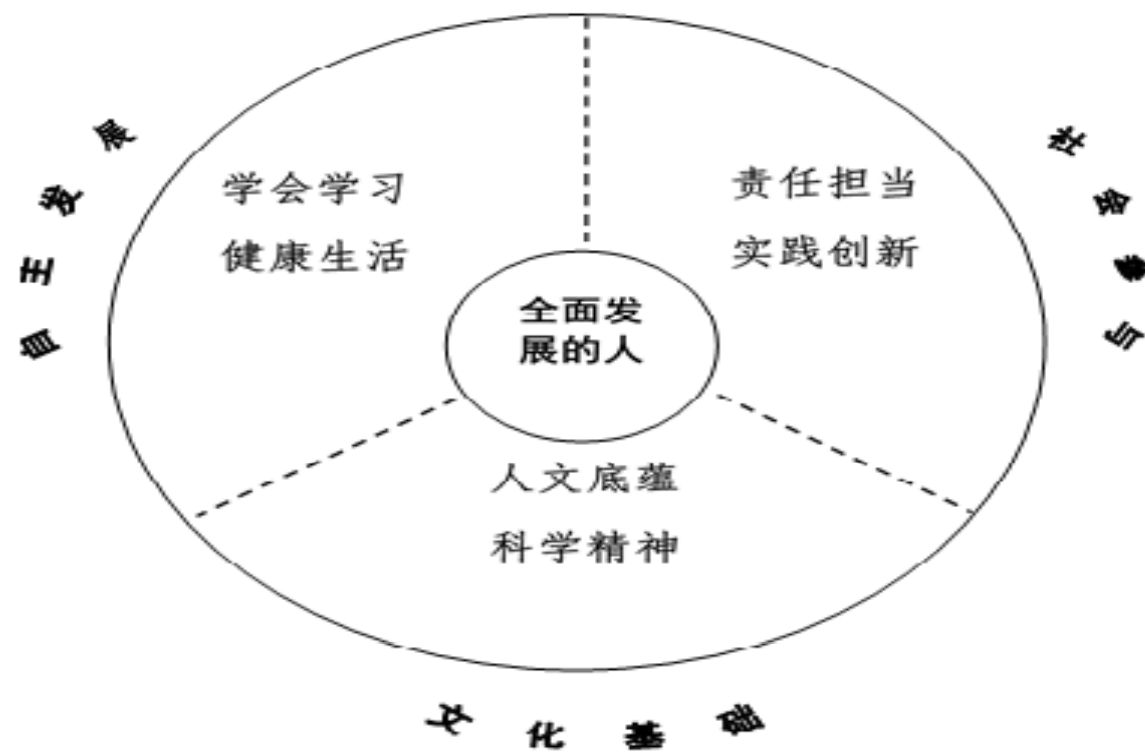 自主发展
社会参与
学会学习
健康生活
责任担当
实践创新
全面发
展的人
人文底蕴
科学精神
文化基础